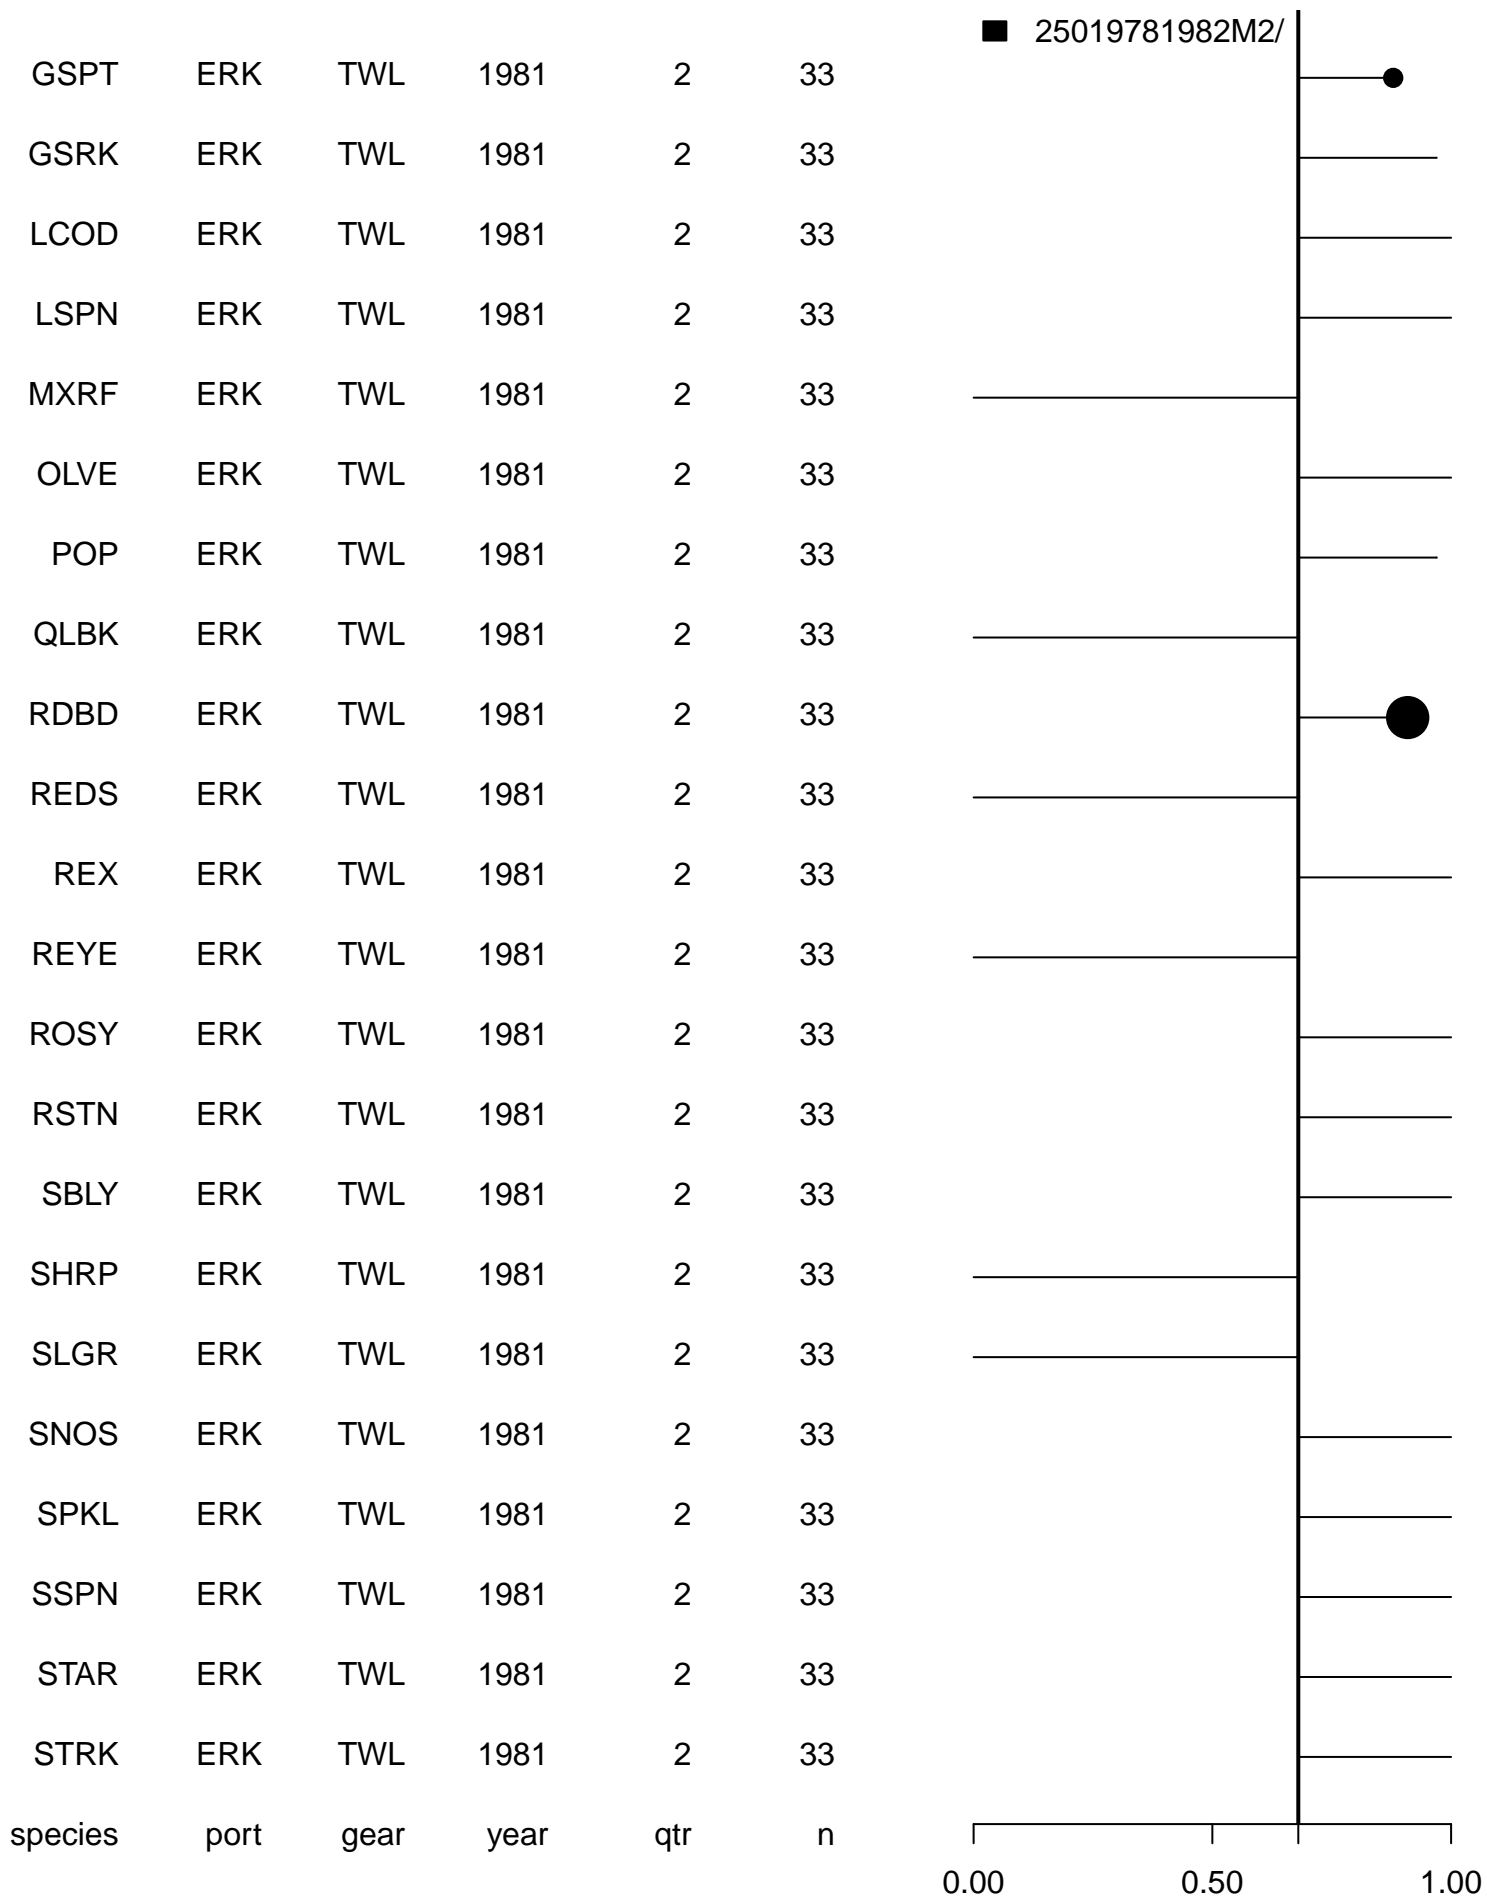 25019781982M2/
GSPT ERK TWL 1981 2 33
GSRK ERK TWL 1981 2 33
LCOD ERK TWL 1981 2 33
LSPN ERK TWL 1981 2 33
MXRF ERK TWL 1981 2 33
OLVE ERK TWL 1981 2 33
POP ERK TWL 1981 2 33
QLBK ERK TWL 1981 2 33
RDBD ERK TWL 1981 2 33
REDS ERK TWL 1981 2 33
REX ERK TWL 1981 2 33
REYE ERK TWL 1981 2 33
ROSY ERK TWL 1981 2 33
RSTN ERK TWL 1981 2 33
SBLY ERK TWL 1981 2 33
SHRP ERK TWL 1981 2 33
SLGR ERK TWL 1981 2 33
SNOS ERK TWL 1981 2 33
SPKL ERK TWL 1981 2 33
SSPN ERK TWL 1981 2 33
STAR ERK TWL 1981 2 33
STRK ERK TWL 1981 2 33
species port gear year qtr n
0.00 0.50 1.00